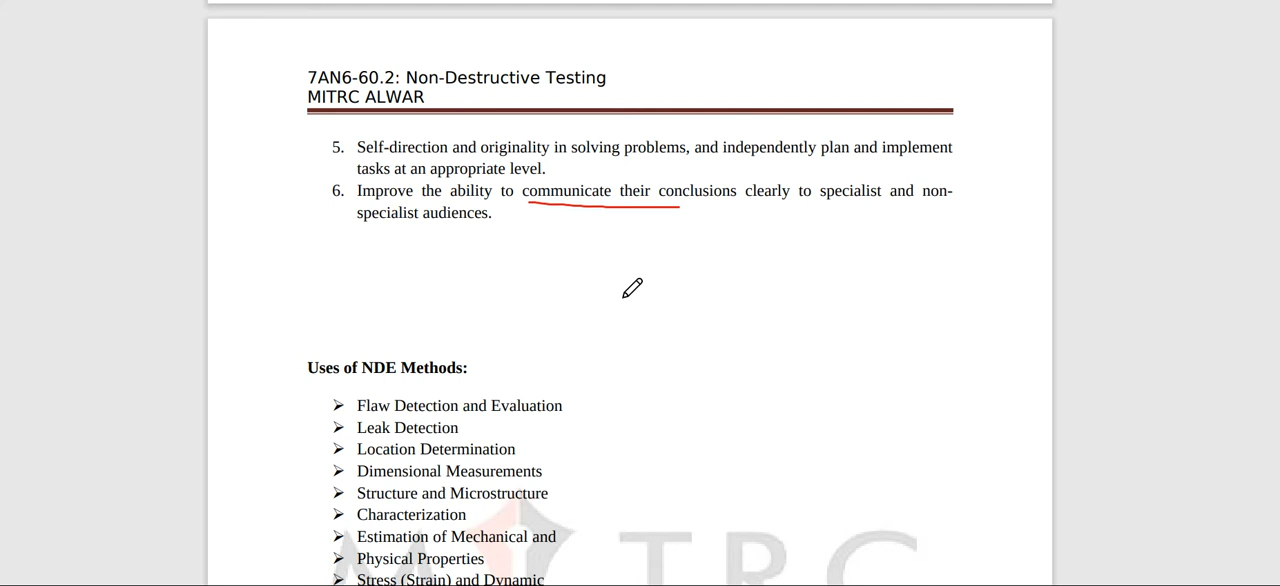 7AN6-60.2: Non-Destructive Testing
MITRC ALWAR
5. Self-direction and originality in solving problems, and independently plan and implement
tasks at an appropriate level.
6. Improve the ability to communicate their conclusions clearly to specialist and non-
specialist audiences.
Uses of NDE Methods:
➢ Flaw Detection and Evaluation
➢ Leak Detection
➢ Location Determination
➢ Dimensional Measurements
➢ Structure and Microstructure
➢ Characterization
➢ Estimation of Mechanical and
➢ Physical Properties
➢ Stress (Strain) and Dynamic
MiTRC